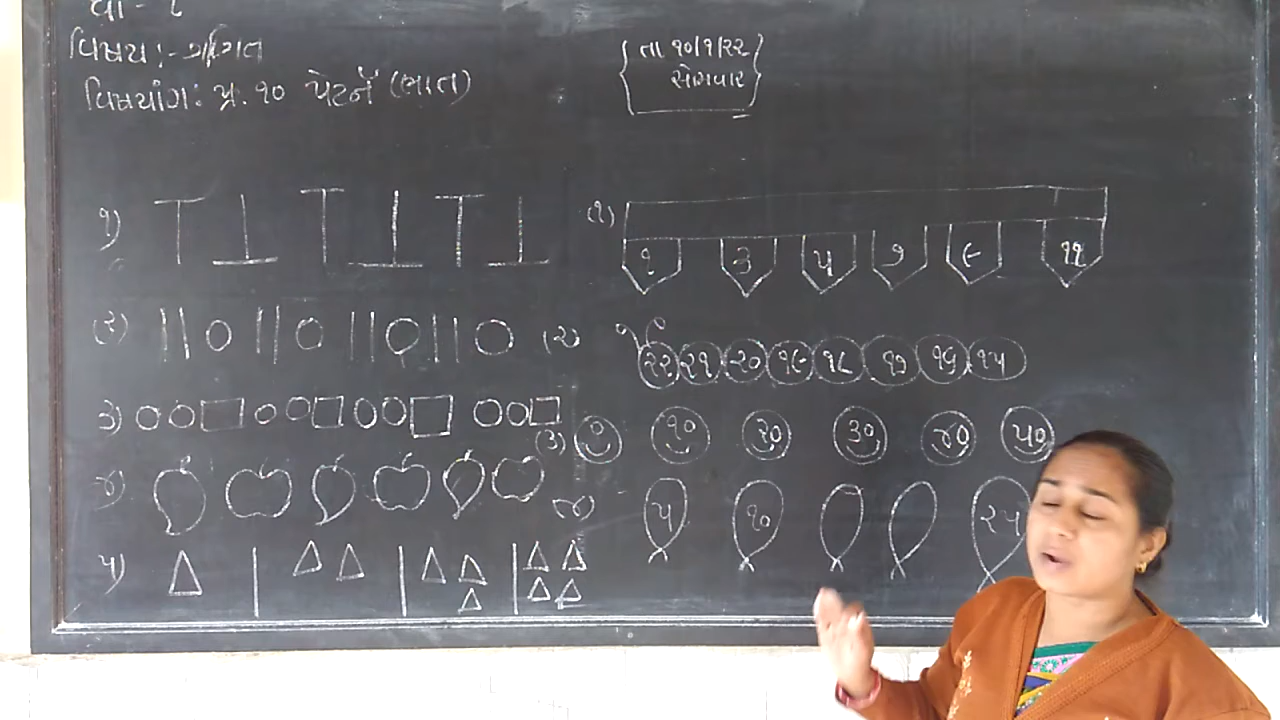 વિષય :- ગણિત
વિષયાંગ: પ્ર. ૧૦ પેટર્ન (ભાત)
તા ૧૦/૧/૨૨
સોમવાર
૧)
(૨)
૩)
૪)
૫)
(૧) ૧ ૩ ૫ ૭ ૯ ૧૧
(૨) ૨૨ ૨૧ ૨૦ ૧૯ ૧૮ ૧૭ ૧૬ ૧૫
(૩) ૦ ૧૦ ૨૦ ૩૦ ૪૦ ૫૦
૪ ૫ ૧૦ ૨૫